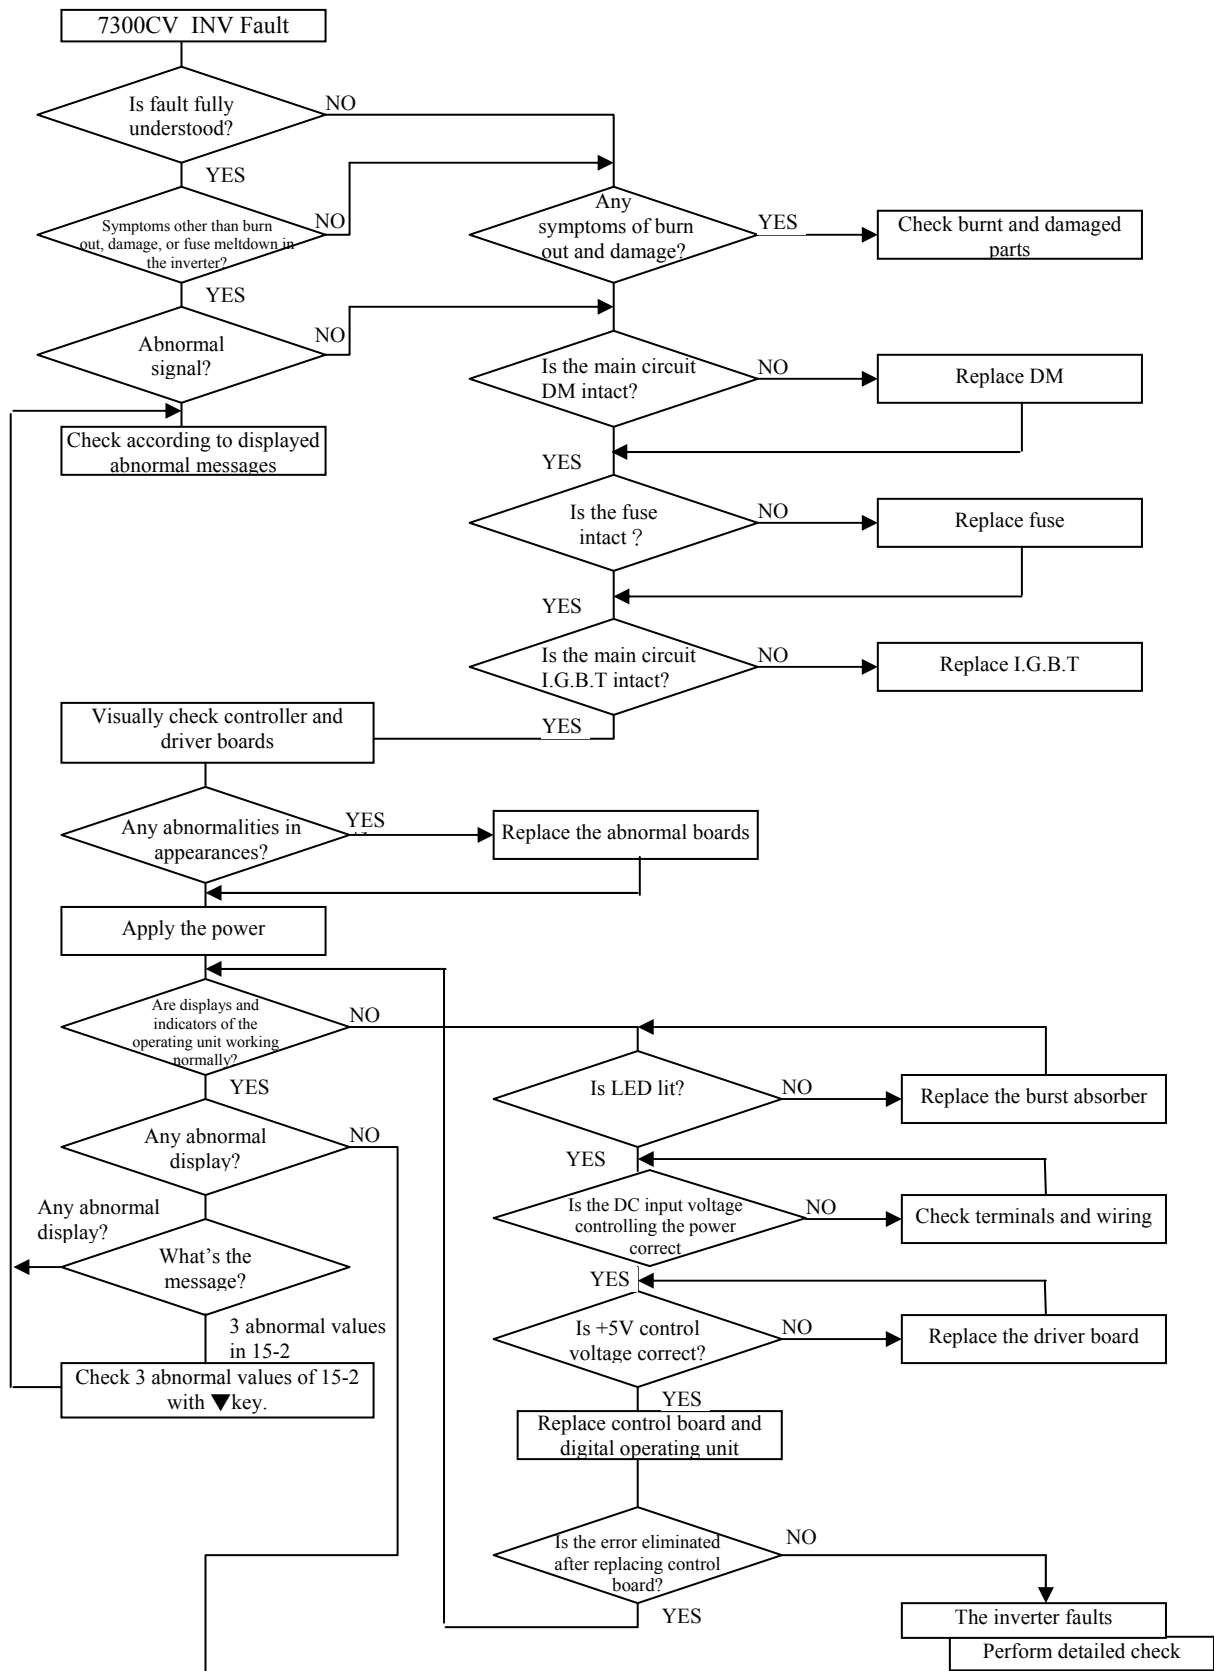 7300CV INV Fault
Is fault fully
understood?
NO
YES
Symptoms other than burn
out, damage, or fuse meltdown in
the inverter?
NO
YES
Abnormal
signal?
NO
Check according to displayed
abnormal messages
Any
symptoms of burn
out and damage?
YES
Check burnt and damaged
parts
Is the main circuit
DM intact?
NO
Replace DM
YES
Is the fuse
intact ?
NO
Replace fuse
YES
Is the main circuit
I.G.B.T intact?
NO
Replace I.G.B.T
YES
Visually check controller and
driver boards
Any abnormalities in
appearances?
YES
Replace the abnormal boards
Apply the power
Are displays and
indicators of the
operating unit working
normally?
NO
YES
Any abnormal
display?
NO
Any abnormal
display?
What's the
message?
3 abnormal values
in 15-2
Check 3 abnormal values of 15-2
with ▼key.
Is LED lit?
NO
Replace the burst absorber
YES
Is the DC input voltage
controlling the power
correct
NO
Check terminals and wiring
YES
Is +5V control
voltage correct?
NO
Replace the driver board
YES
Replace control board and
digital operating unit
Is the error eliminated
after replacing control
board?
NO
YES
The inverter faults
Perform detailed check